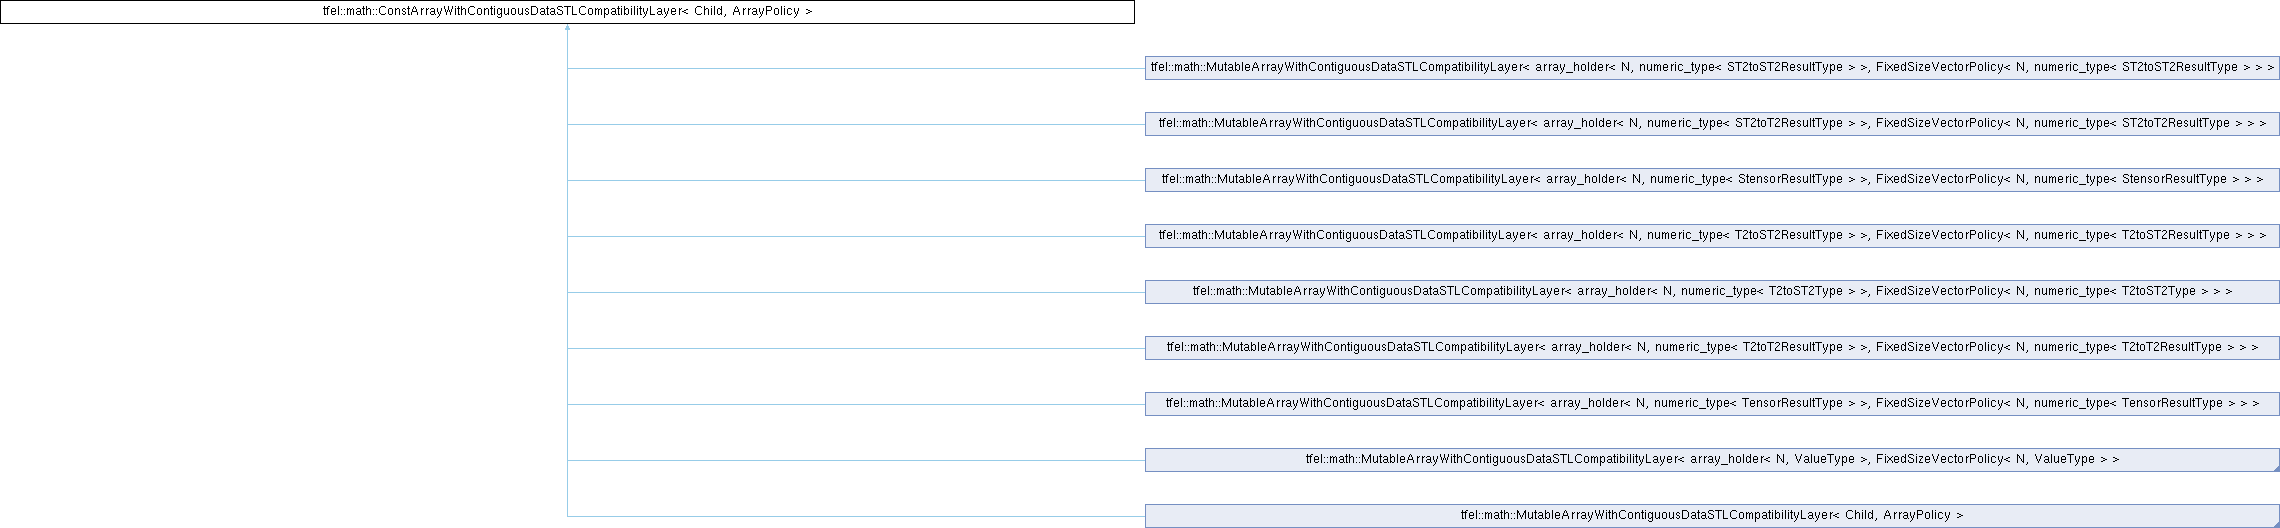 tfel::math::ConstArrayWithContiguousDataSTLCompatibilityLayer< Child, ArrayPolicy >
tfel::math::MutableArrayWithContiguousDataSTLCompatibilityLayer< array_holder< N, numeric_type< ST2toST2ResultType > >, FixedSizeVectorPolicy< N, numeric_type< ST2toST2ResultType > > >
tfel::math::MutableArrayWithContiguousDataSTLCompatibilityLayer< array_holder< N, numeric_type< ST2toT2ResultType > >, FixedSizeVectorPolicy< N, numeric_type< ST2toT2ResultType > > >
tfel::math::MutableArrayWithContiguousDataSTLCompatibilityLayer< array_holder< N, numeric_type< StensorResultType > >, FixedSizeVectorPolicy< N, numeric_type< StensorResultType > > >
tfel::math::MutableArrayWithContiguousDataSTLCompatibilityLayer< array_holder< N, numeric_type< T2toST2ResultType > >, FixedSizeVectorPolicy< N, numeric_type< T2toST2ResultType > > >
tfel::math::MutableArrayWithContiguousDataSTLCompatibilityLayer< array_holder< N, numeric_type< T2toST2Type > >, FixedSizeVectorPolicy< N, numeric_type< T2toST2Type > > >
tfel::math::MutableArrayWithContiguousDataSTLCompatibilityLayer< array_holder< N, numeric_type< T2toT2ResultType > >, FixedSizeVectorPolicy< N, numeric_type< T2toT2ResultType > > >
tfel::math::MutableArrayWithContiguousDataSTLCompatibilityLayer< array_holder< N, numeric_type< TensorResultType > >, FixedSizeVectorPolicy< N, numeric_type< TensorResultType > > >
tfel::math::MutableArrayWithContiguousDataSTLCompatibilityLayer< array_holder< N, ValueType >, FixedSizeVectorPolicy< N, ValueType > >
tfel::math::MutableArrayWithContiguousDataSTLCompatibilityLayer< Child, ArrayPolicy >